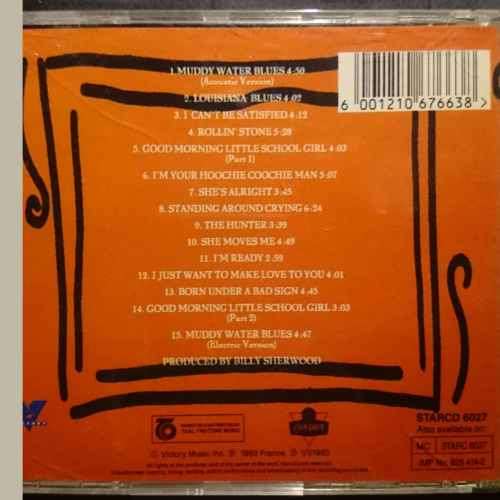 1. MUDDY WATER BLUES 4:50
(Acoustic Version)
2. LOUISIANA BLUES 4:02
3. I CAN'T BE SATISFIED 4:12
4. ROLLIN' STONE 5:28
5. GOOD MORNING LITTLE SCHOOL GIRL 4:03
(Part 1)
6. I'M YOUR HOOCHIE COOCHIE MAN 5:07
7. SHE'S ALRIGHT 3:45
8. STANDING AROUND CRYING 6:24
9. THE HUNTER 3:39
10. SHE MOVES ME 4:49
11. I'M READY 2:59
12. I JUST WANT TO MAKE LOVE TO YOU 4:01
13. BORN UNDER A BAD SIGN 4:45
14. GOOD MORNING LITTLE SCHOOL GIRL 3:03
(Part 2)
15. MUDDY WATER BLUES 4:47
(Electric Version)
PRODUCED BY BILLY SHERWOOD
6 001210 676638 >
STARCD 6027
Also available on:
MC STARC 6027
Victory Music Inc.